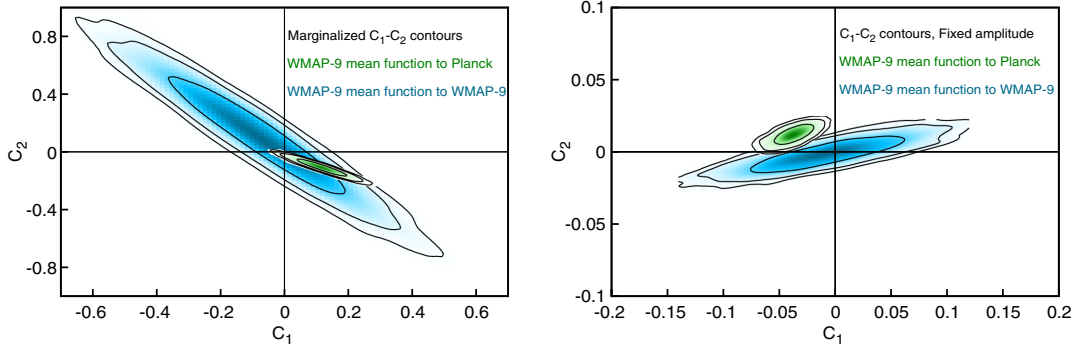 Marginalized C₁-C₂ contours
WMAP-9 mean function to Planck
WMAP-9 mean function to WMAP-9
0.8
0.4
0
-0.4
-0.8
C₂
-0.6
-0.4
-0.2
0
0.2
0.4
0.6
C₁
C₁-C₂ contours, Fixed amplitude
WMAP-9 mean function to Planck
WMAP-9 mean function to WMAP-9
0.1
0.05
0
-0.05
-0.1
C₂
-0.2
-0.15
-0.1
-0.05
0
0.05
0.1
0.15
0.2
C₁